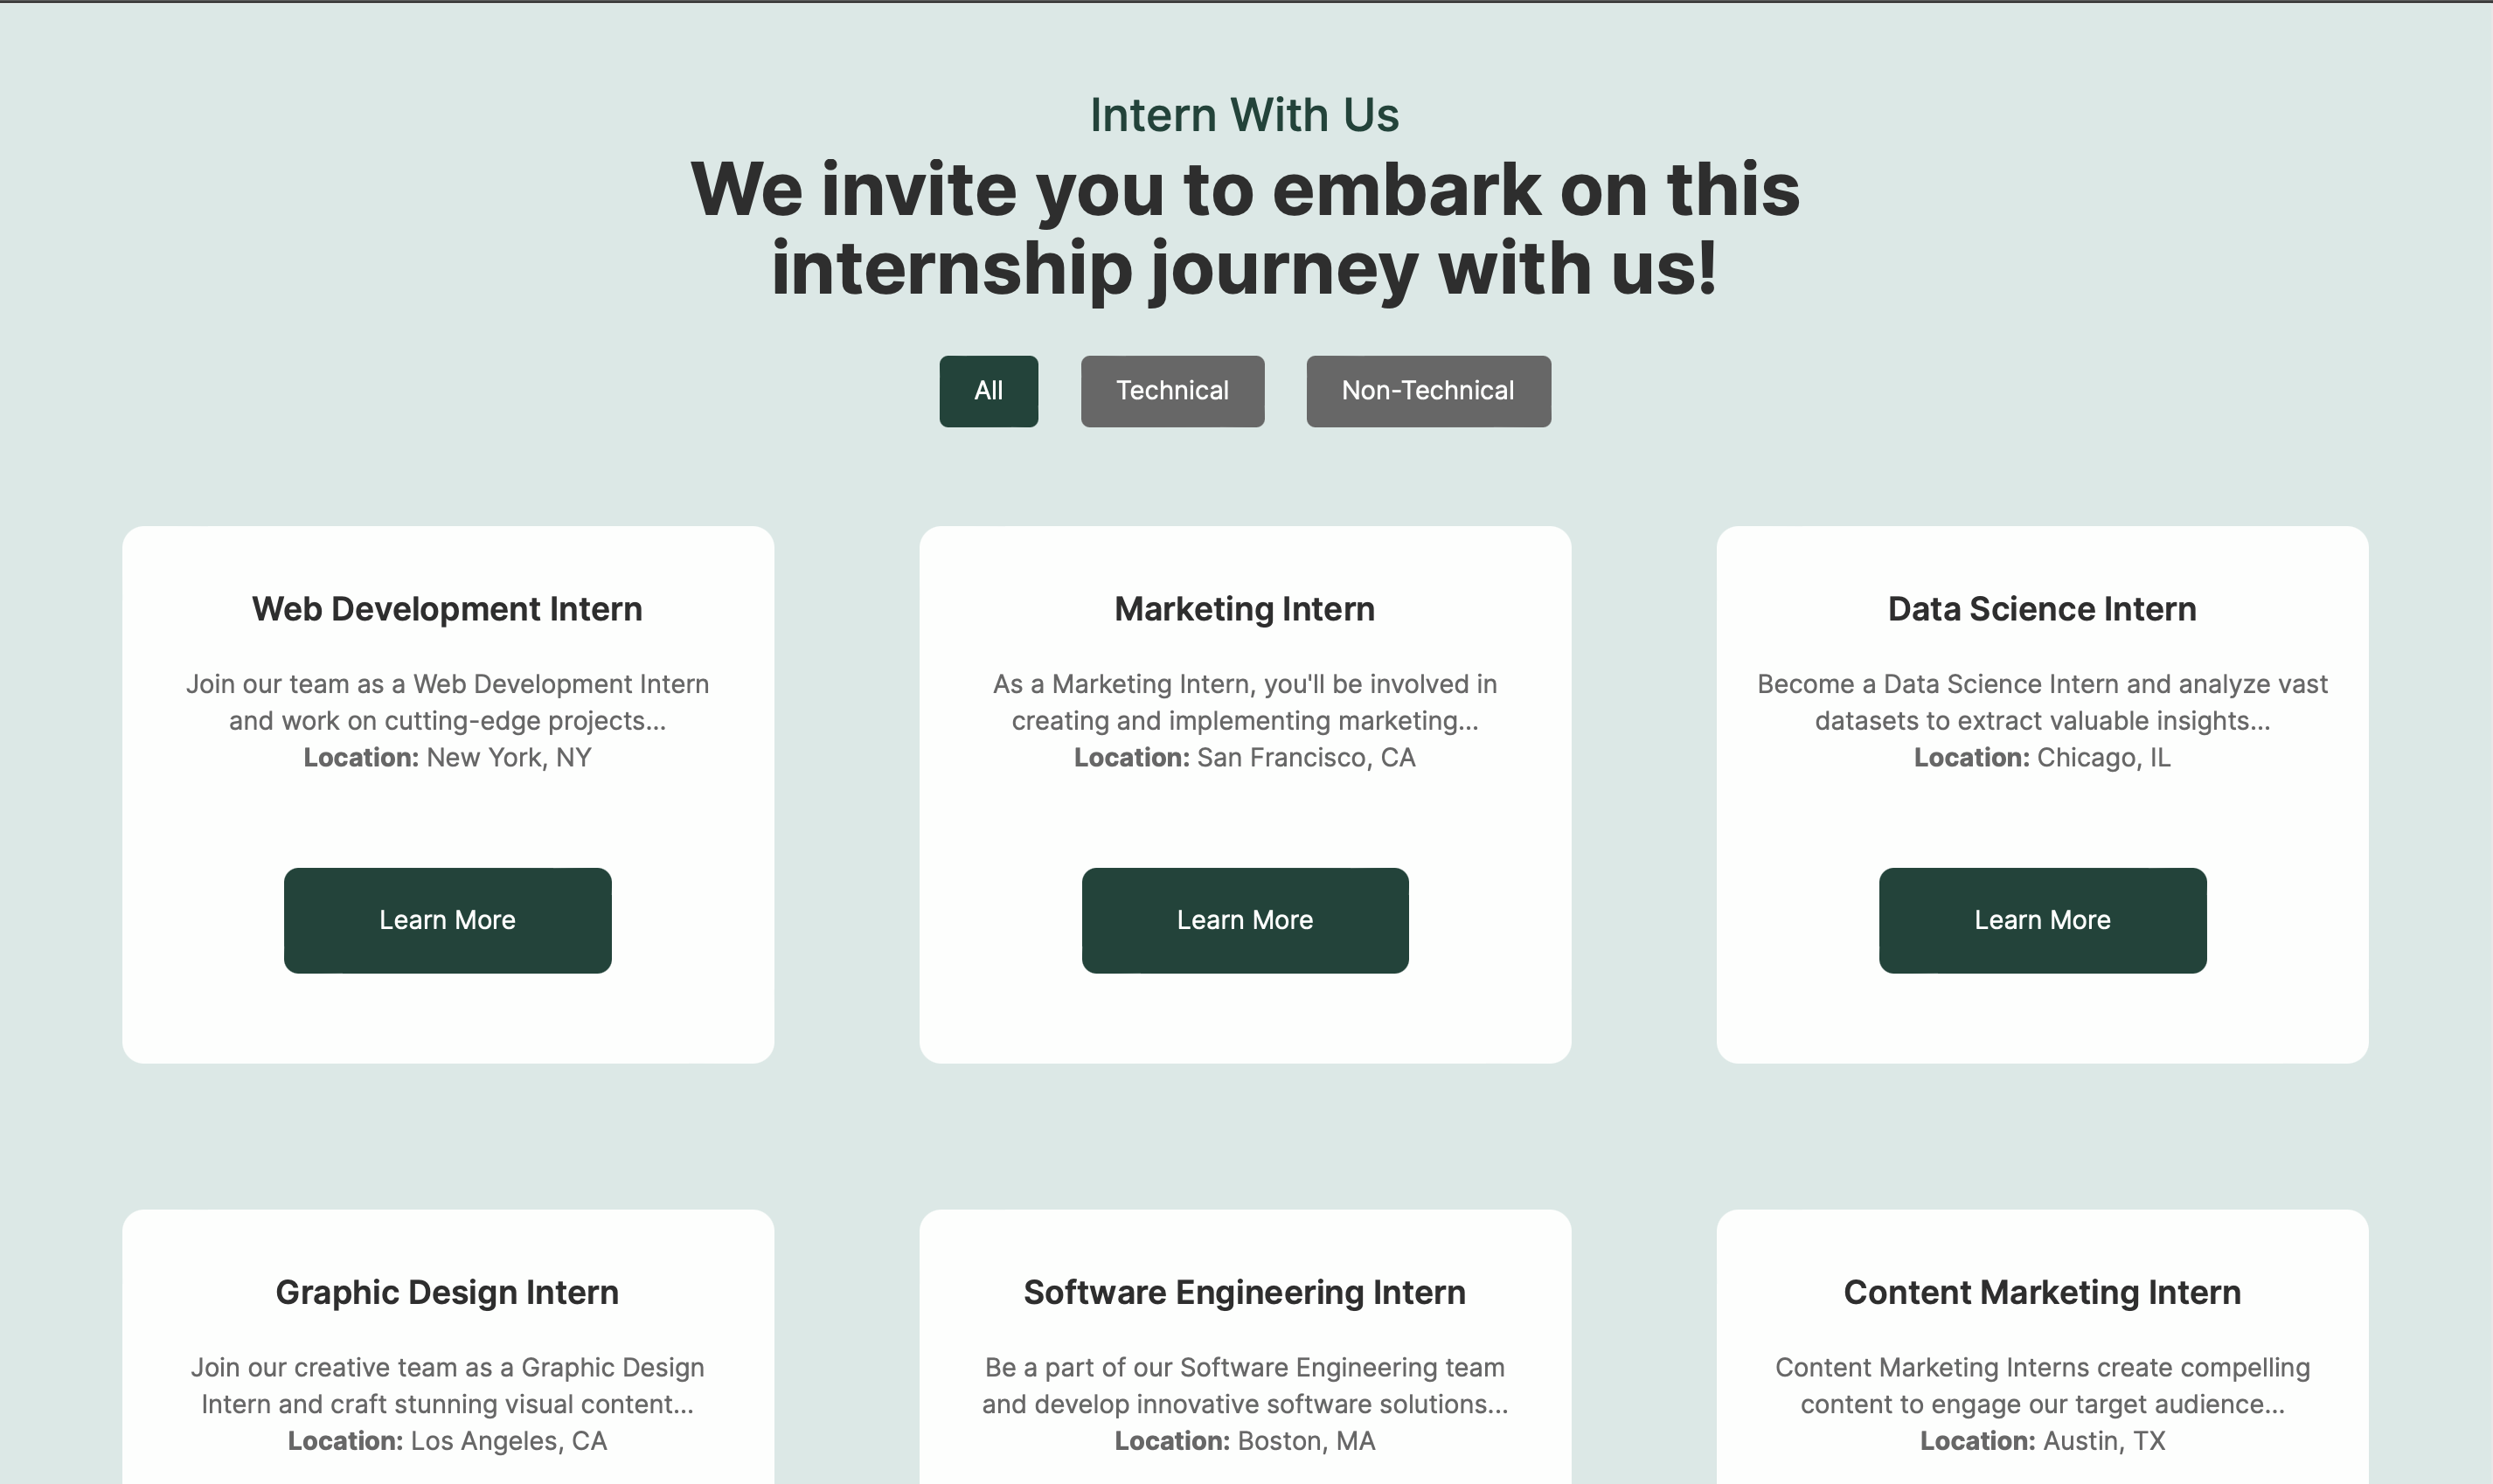 Intern With Us
We invite you to embark on this
internship journey with us!
All
Technical
Non-Technical
Web Development Intern
Join our team as a Web Development Intern
and work on cutting-edge projects...
Location: New York, NY
Learn More
Marketing Intern
As a Marketing Intern, you'll be involved in
creating and implementing marketing...
Location: San Francisco, CA
Learn More
Data Science Intern
Become a Data Science Intern and analyze vast
datasets to extract valuable insights...
Location: Chicago, IL
Learn More
Graphic Design Intern
Join our creative team as a Graphic Design
Intern and craft stunning visual content...
Location: Los Angeles, CA
Software Engineering Intern
Be a part of our Software Engineering team
and develop innovative software solutions...
Location: Boston, MA
Content Marketing Intern
Content Marketing Interns create compelling
content to engage our target audience...
Location: Austin, TX